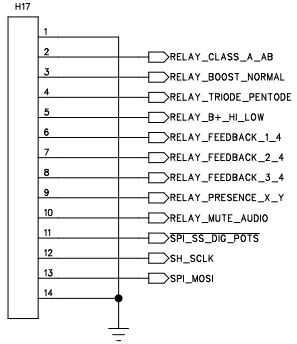 H17
1
2 RELAY_CLASS_A_AB
3 RELAY_BOOST_NORMAL
4 RELAY_TRIODE_PENTODE
5 RELAY_B+_HI_LOW
6 RELAY_FEEDBACK_1_4
7 RELAY_FEEDBACK_2_4
8 RELAY_FEEDBACK_3_4
9 RELAY_PRESENCE_X_Y
10 RELAY_MUTE_AUDIO
11 SPI_SS_DIG_POTS
12 SH_SCLK
13 SPI_MOSI
14